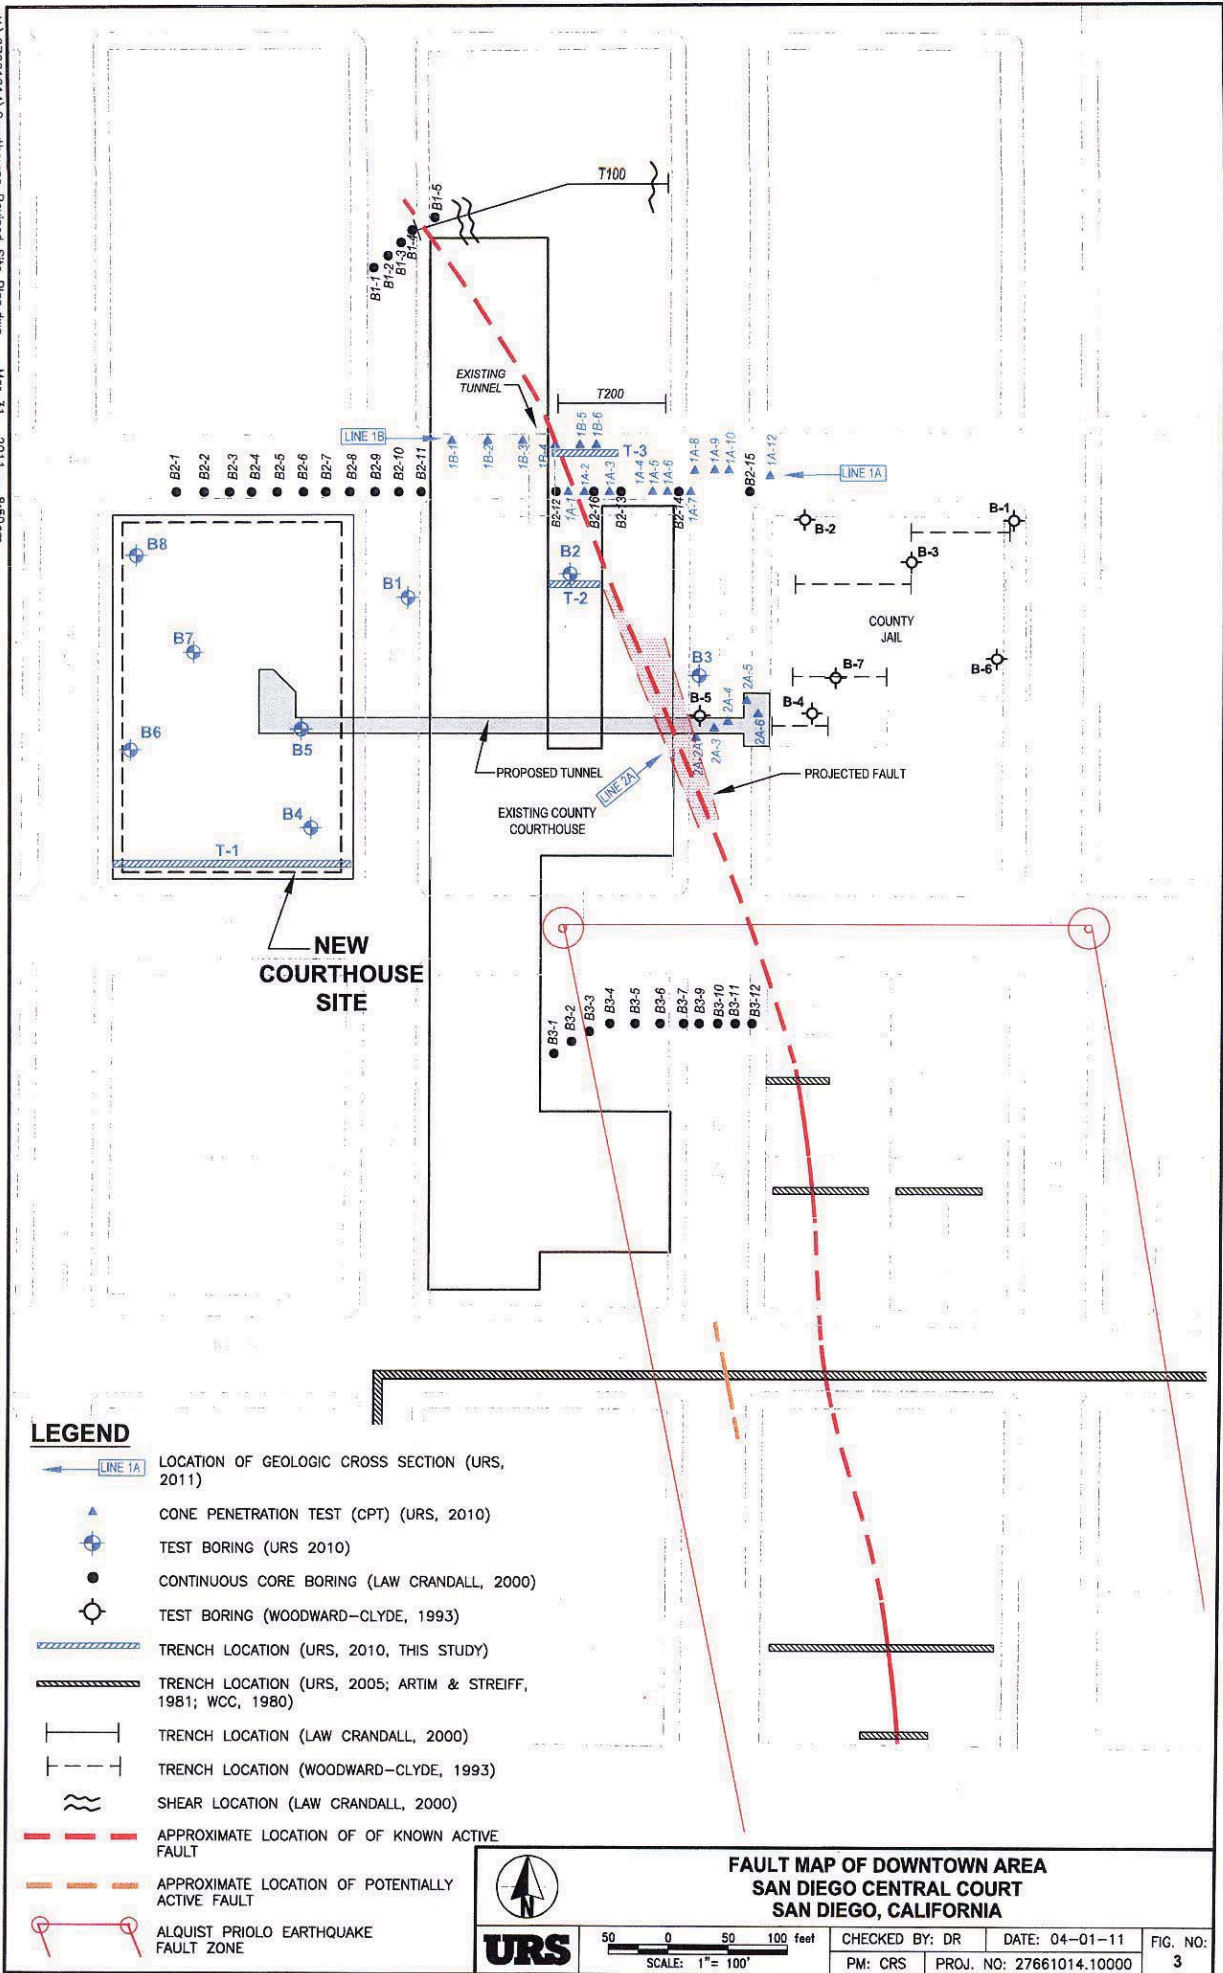 T100
B1-5
B1-4
B1-3
B1-2
B1-1
EXISTING
TUNNEL
T200
LINE 1B
1B-1
1B-2
1B-3
1B-4
1B-5
1B-6
T-3
1A-8
1A-9
1A-10
1A-12
LINE 1A
B2-1
B2-2
B2-3
B2-4
B2-5
B2-6
B2-7
B2-8
B2-9
B2-10
B2-11
B2-12
1A-1
1A-2
B2-16
1A-3
B2-13
1A-4
1A-5
1A-6
B2-14
1A-7
B2-15
B-1
B-2
B-3
B8
B2
B1
T-2
COUNTY
JAIL
B7
B3
B-6
B-7
2A-5
2A-4
B-5
B-4
B6
B5
2A-6
2A-3
2A-2A
PROPOSED TUNNEL
LINE 2A
PROJECTED FAULT
EXISTING COUNTY
COURTHOUSE
B4
T-1
NEW
COURTHOUSE
SITE
B3-1
B3-2
B3-3
B3-4
B3-5
B3-6
B3-7
B3-9
B3-10
B3-11
B3-12
LEGEND
LINE 1A LOCATION OF GEOLOGIC CROSS SECTION (URS,
2011)
CONE PENETRATION TEST (CPT) (URS, 2010)
TEST BORING (URS 2010)
CONTINUOUS CORE BORING (LAW CRANDALL, 2000)
TEST BORING (WOODWARD-CLYDE, 1993)
TRENCH LOCATION (URS, 2010, THIS STUDY)
TRENCH LOCATION (URS, 2005; ARTIM & STREIFF,
1981; WCC, 1980)
TRENCH LOCATION (LAW CRANDALL, 2000)
TRENCH LOCATION (WOODWARD-CLYDE, 1993)
SHEAR LOCATION (LAW CRANDALL, 2000)
APPROXIMATE LOCATION OF OF KNOWN ACTIVE
FAULT
APPROXIMATE LOCATION OF POTENTIALLY
ACTIVE FAULT
ALQUIST PRIOLO EARTHQUAKE
FAULT ZONE
N
FAULT MAP OF DOWNTOWN AREA
SAN DIEGO CENTRAL COURT
SAN DIEGO, CALIFORNIA
URS
50 0 50 100 feet
SCALE: 1"= 100'
CHECKED BY: DR
DATE: 04-01-11
FIG. NO:
PM: CRS
PROJ. NO: 27661014.10000
3